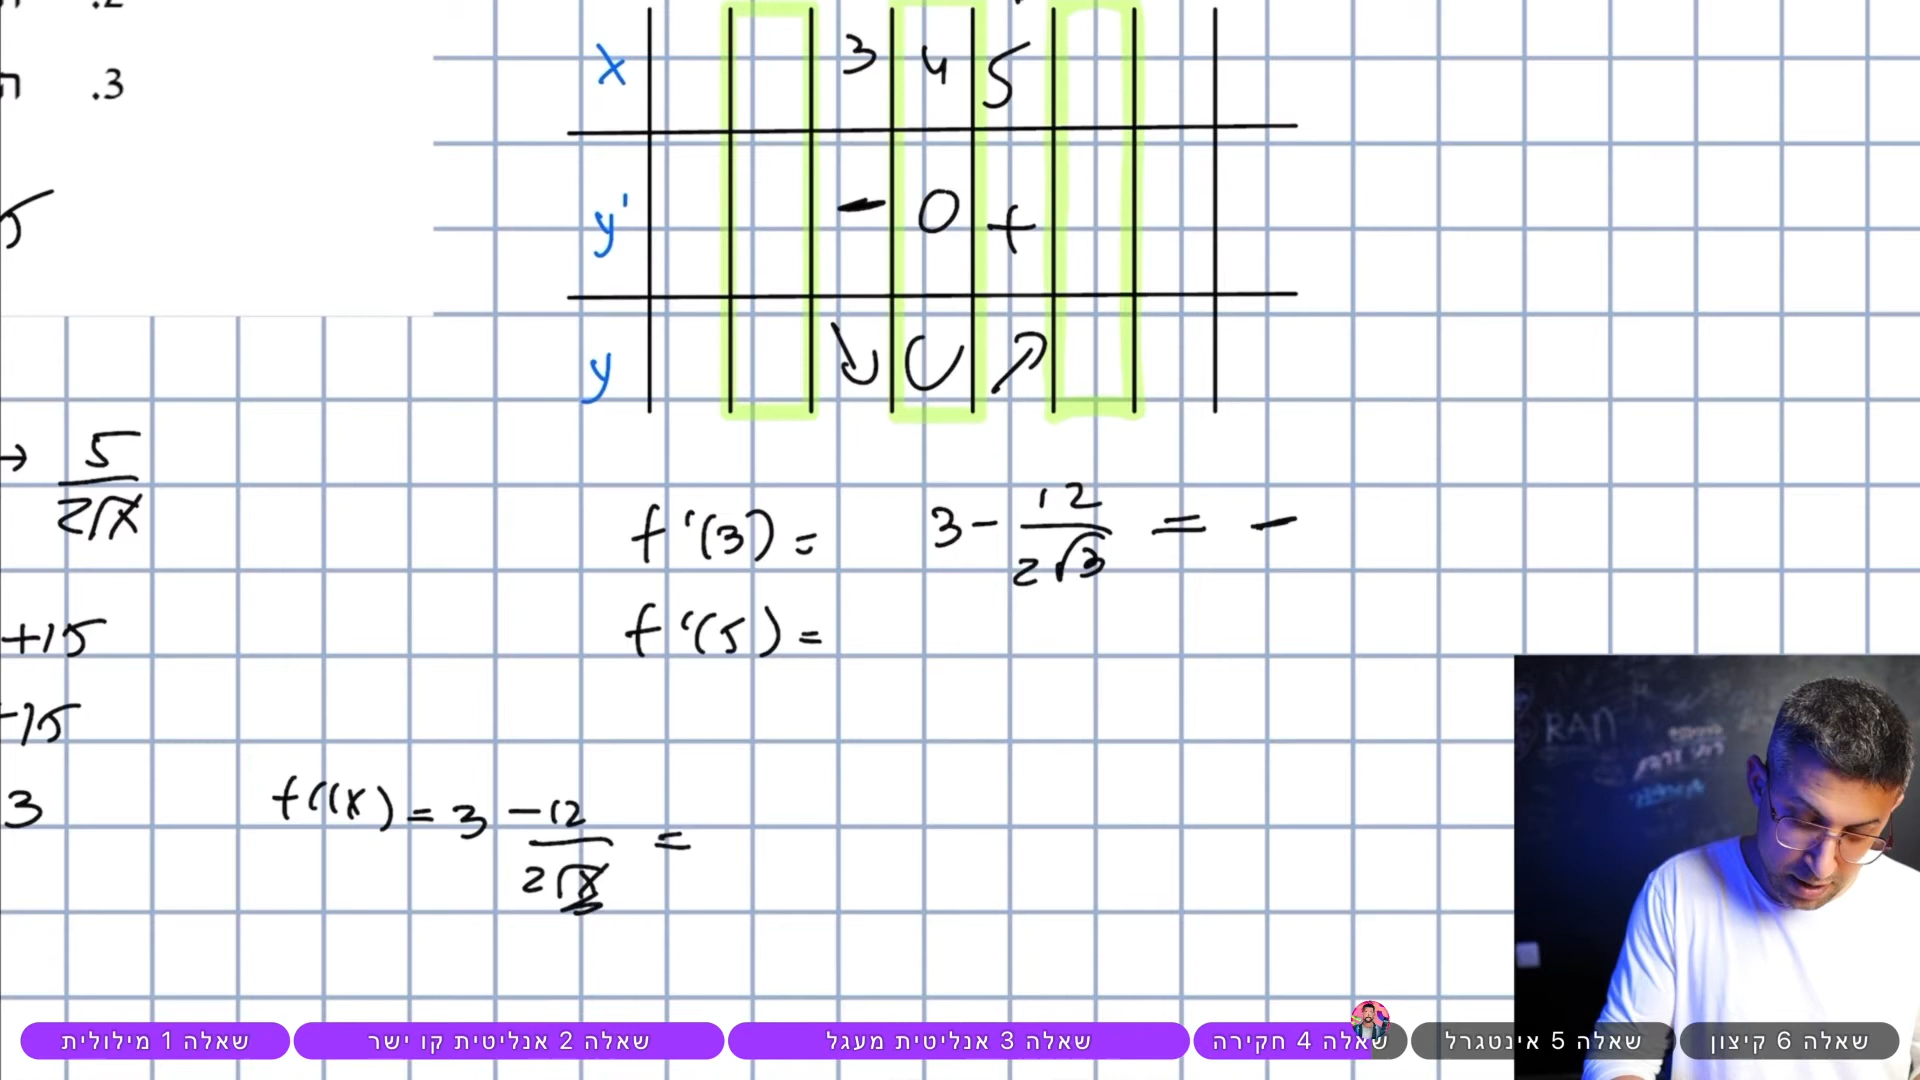 .2
.3
x 3 4 5
y' - 0 +
y ↘ ∪ ↗
→ 5/(2√x)
f'(3) = 3 - 12/(2√3) = -
f'(5) =
+15
-15
3
f'(x) = 3 - 12/(2√x) =
RAN
שאלה 1 מילולית
שאלה 2 אנליטית קו ישר
שאלה 3 אנליטית מעגל
שאלה 4 חקירה
שאלה 5 אינטגרל
שאלה 6 קיצון